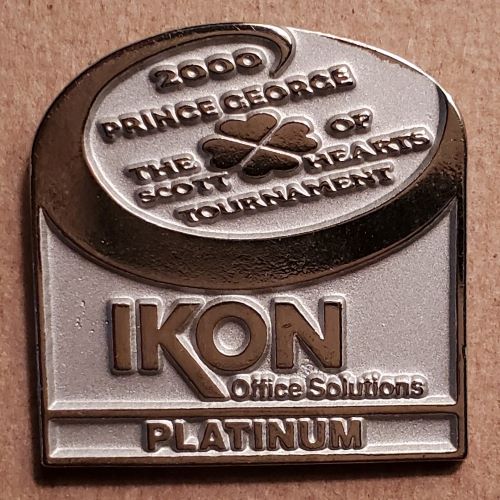 2000
PRINCE GEORGE
THE OF
SCOTT HEARTS
TOURNAMENT
IKON
Office Solutions
PLATINUM